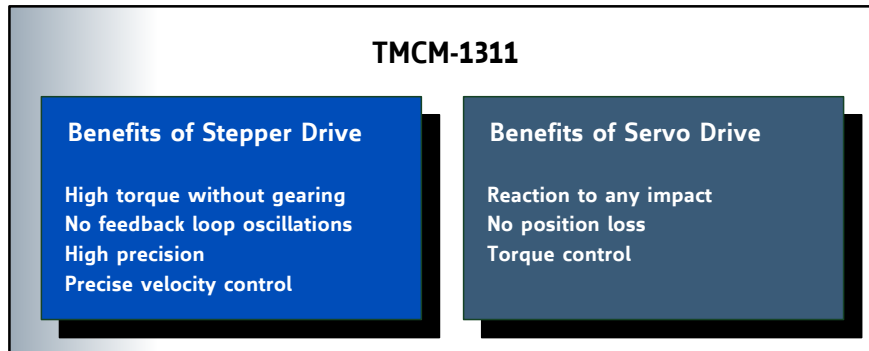 TMCM-1311
Benefits of Stepper Drive
High torque without gearing
No feedback loop oscillations
High precision
Precise velocity control
Benefits of Servo Drive
Reaction to any impact
No position loss
Torque control